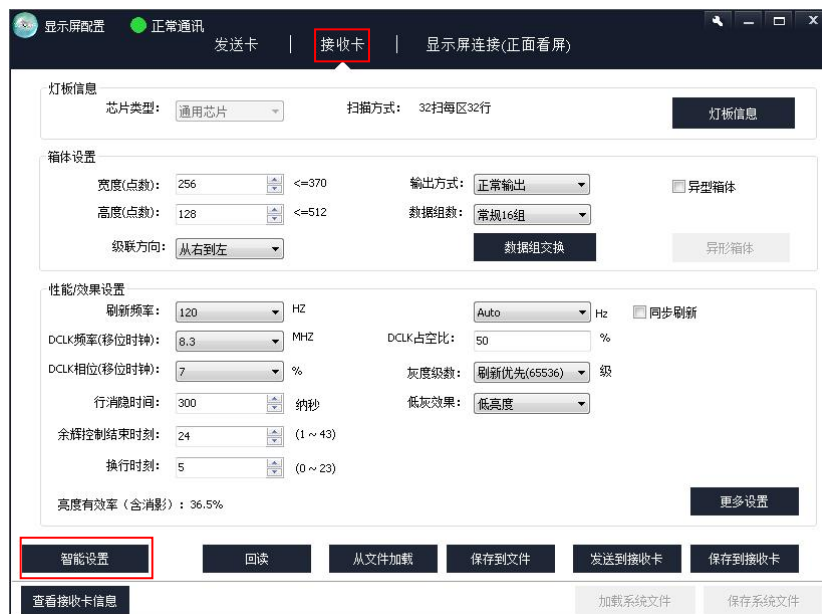 显示屏配置 正常通讯
发送卡 | 接收卡 | 显示屏连接(正面看屏)
灯板信息
芯片类型: 通用芯片 扫描方式: 32扫每区32行 灯板信息
箱体设置
宽度(点数): 256 <=370 输出方式: 正常输出 异型箱体
高度(点数): 128 <=512 数据组数: 常规16组
级联方向: 从右到左 数据组交换 异形箱体
性能/效果设置
刷新频率: 120 HZ Auto Hz 同步刷新
DCLK频率(移位时钟): 8.3 MHZ DCLK占空比: 50 %
DCLK相位(移位时钟): 7 % 灰度级数: 刷新优先(65536) 级
行消隐时间: 300 纳秒 低灰效果: 低亮度
余辉控制结束时刻: 24 (1~43)
换行时刻: 5 (0~23)
亮度有效率(含消影): 36.5% 更多设置
智能设置 回读 从文件加载 保存到文件 发送到接收卡 保存到接收卡
查看接收卡信息 加载系统文件 保存系统文件